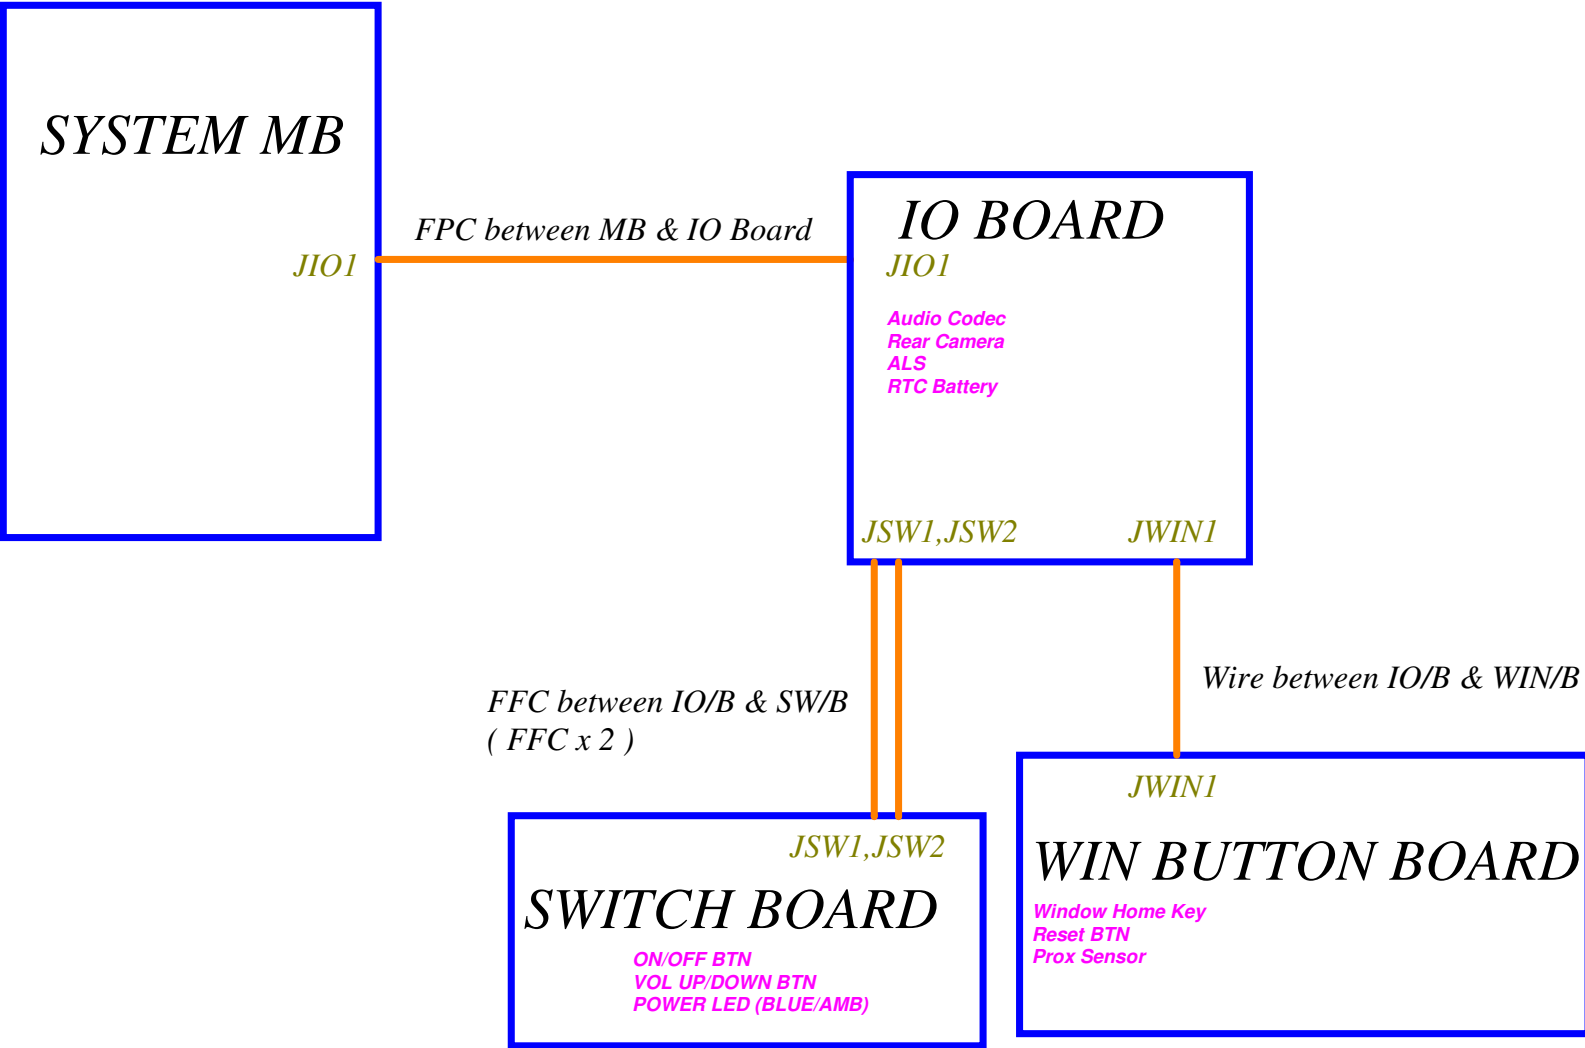 SYSTEM MB
JIO1
FPC between MB & IO Board
IO BOARD
JIO1
Audio Codec
Rear Camera
ALS
RTC Battery
JSW1,JSW2
JWIN1
FFC between IO/B & SW/B
( FFC x 2 )
Wire between IO/B & WIN/B
JSW1,JSW2
SWITCH BOARD
ON/OFF BTN
VOL UP/DOWN BTN
POWER LED (BLUE/AMB)
JWIN1
WIN BUTTON BOARD
Window Home Key
Reset BTN
Prox Sensor